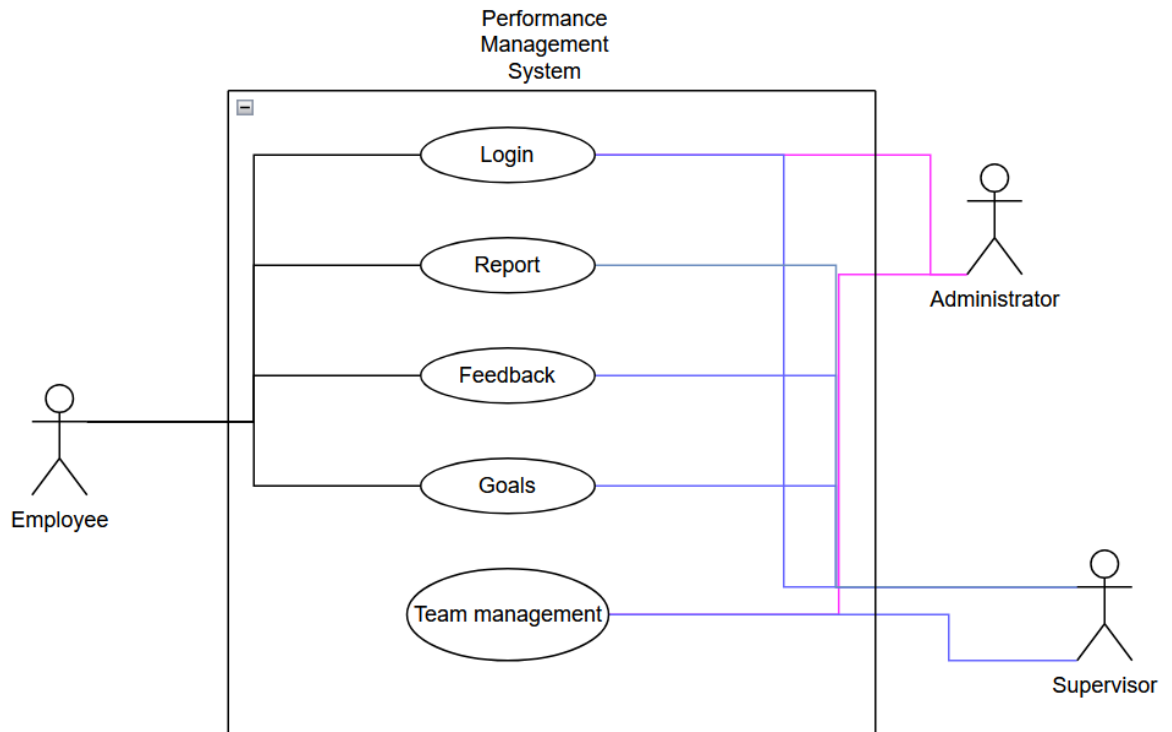 Performance
Management
System
Login
Report
Administrator
Feedback
Goals
Employee
Team management
Supervisor